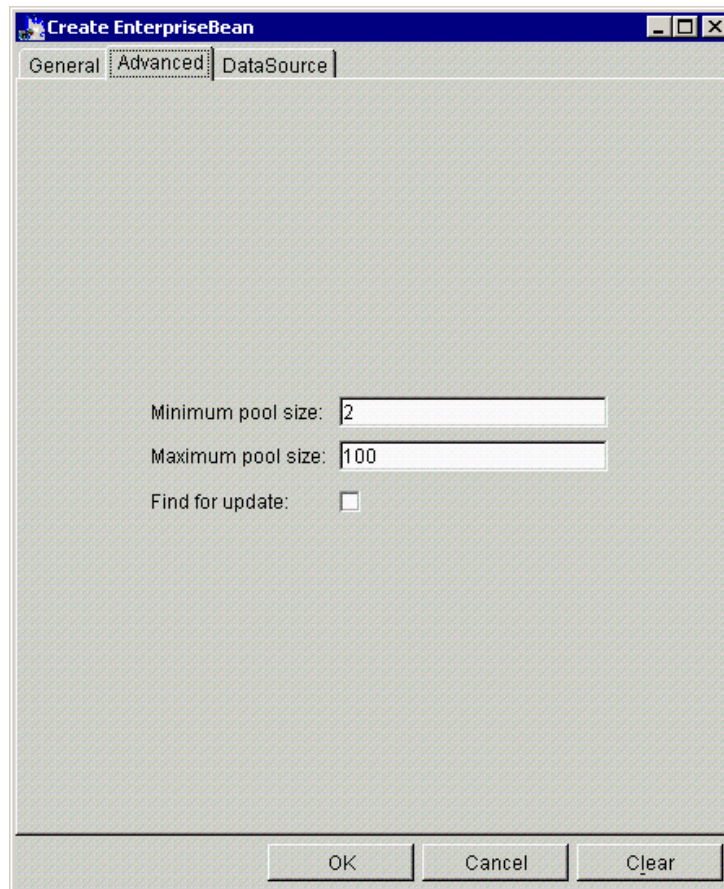 Create EnterpriseBean
General Advanced DataSource
Minimum pool size: 2
Maximum pool size: 100
Find for update:
OK Cancel Clear